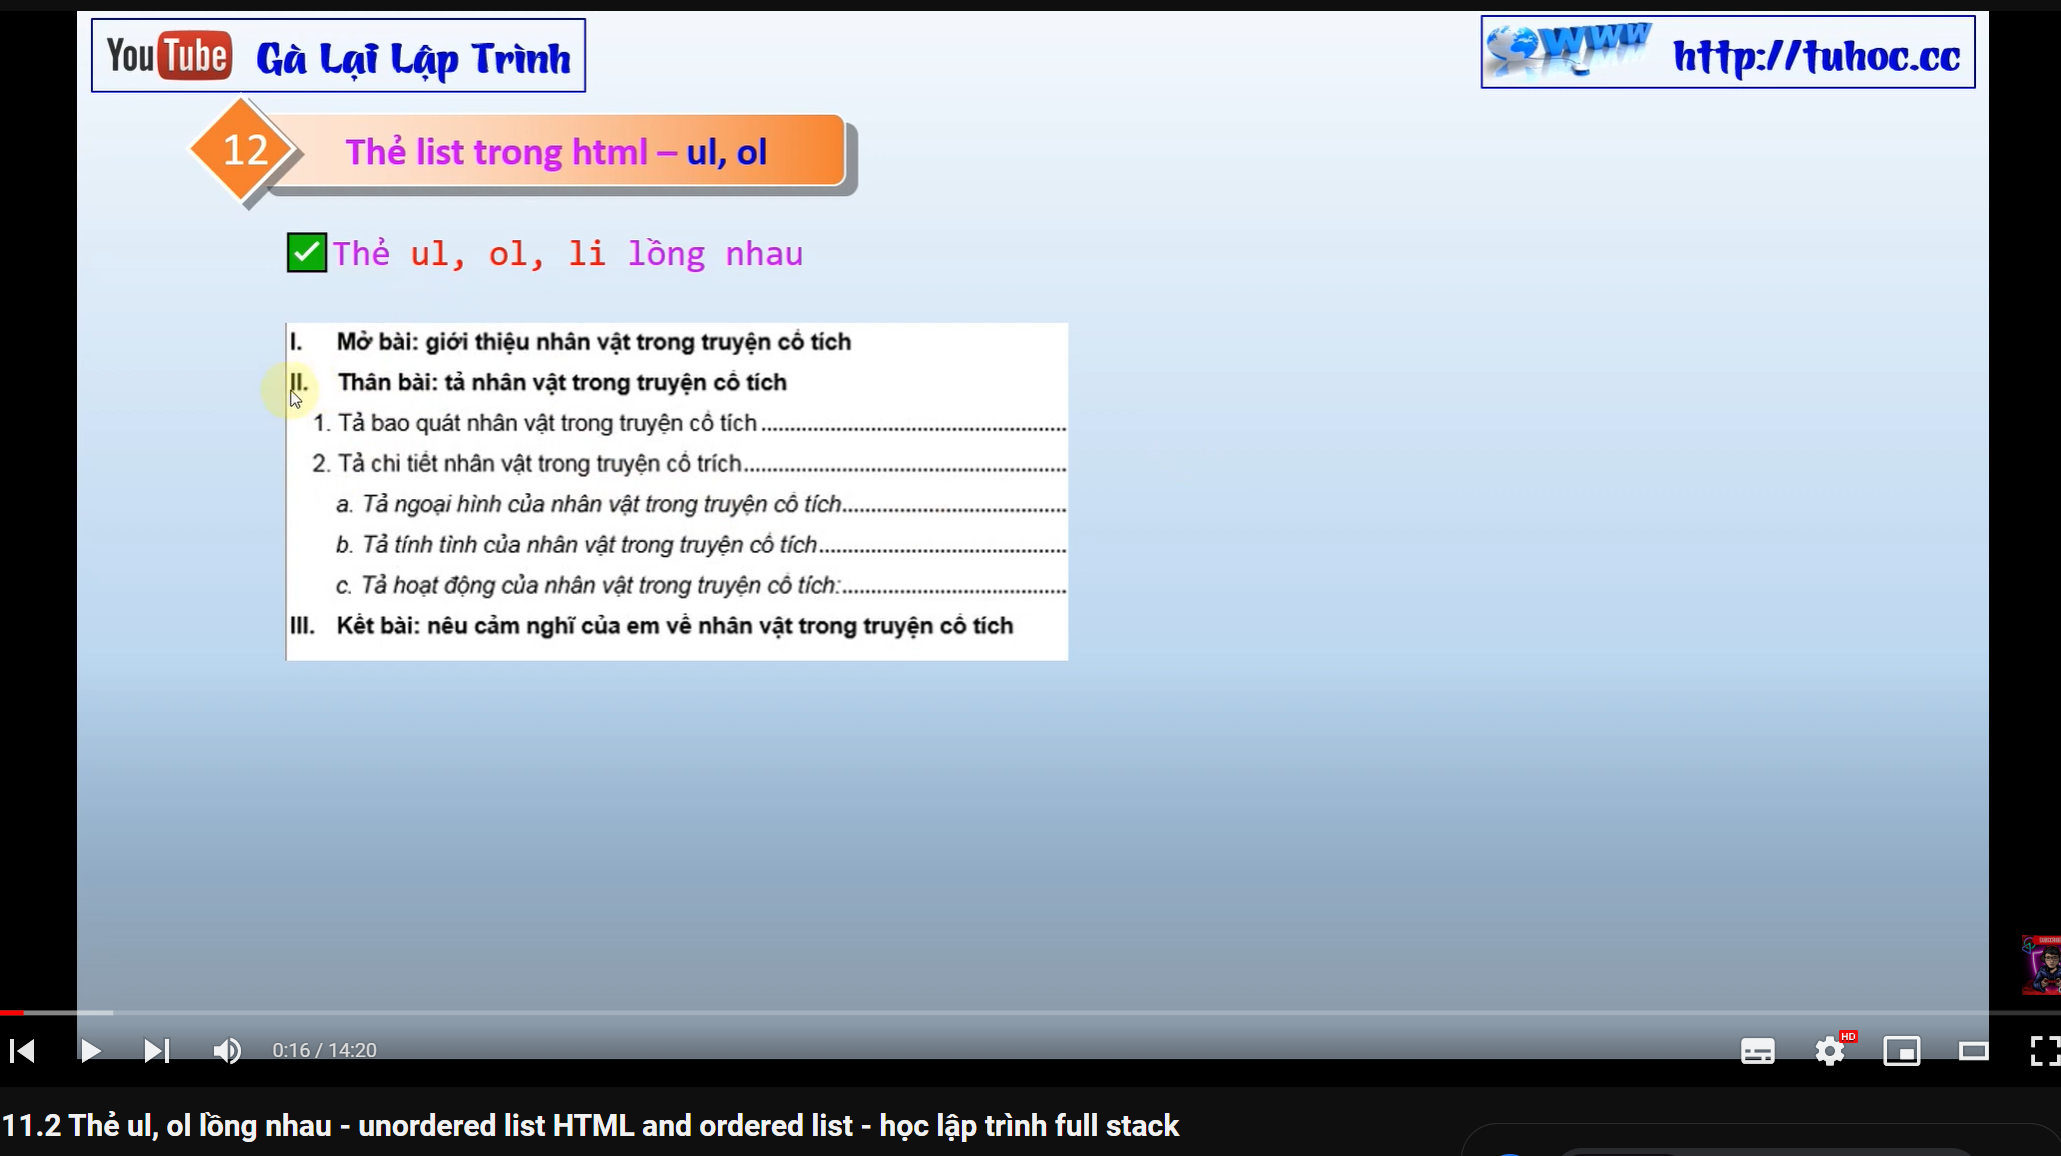 YouTube Gà Lại Lập Trình
WWW http://tuhoc.cc
12 Thẻ list trong html – ul, ol
Thẻ ul, ol, li lồng nhau
I. Mở bài: giới thiệu nhân vật trong truyện cổ tích
II. Thân bài: tả nhân vật trong truyện cổ tích
1. Tả bao quát nhân vật trong truyện cổ tích.....................................................
2. Tả chi tiết nhân vật trong truyện cổ trích........................................................
a. Tả ngoại hình của nhân vật trong truyện cổ tích.......................................
b. Tả tính tình của nhân vật trong truyện cổ tích...........................................
c. Tả hoạt động của nhân vật trong truyện cổ tích:.......................................
III. Kết bài: nêu cảm nghĩ của em về nhân vật trong truyện cổ tích
0:16 / 14:20
HD
11.2 Thẻ ul, ol lồng nhau - unordered list HTML and ordered list - học lập trình full stack